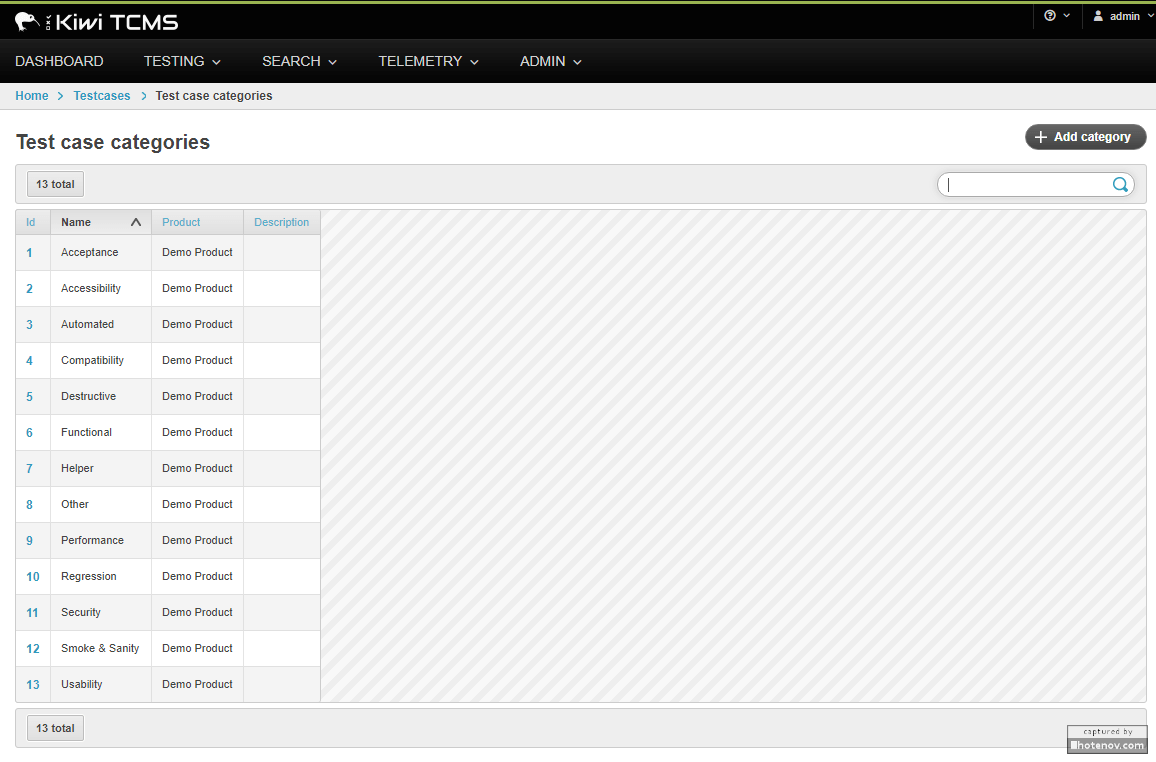 Kiwi TCMS
admin
DASHBOARD TESTING SEARCH TELEMETRY ADMIN
Home > Testcases > Test case categories
Test case categories
+ Add category
13 total
Id Name Product Description
1 Acceptance Demo Product
2 Accessibility Demo Product
3 Automated Demo Product
4 Compatibility Demo Product
5 Destructive Demo Product
6 Functional Demo Product
7 Helper Demo Product
8 Other Demo Product
9 Performance Demo Product
10 Regression Demo Product
11 Security Demo Product
12 Smoke & Sanity Demo Product
13 Usability Demo Product
13 total
captured by
hotenov.com